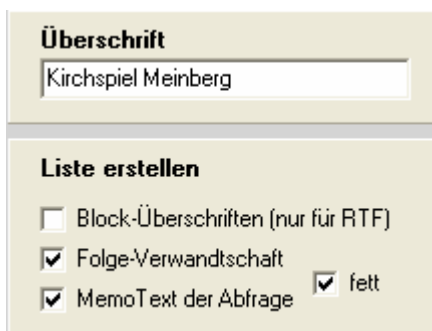 Überschrift
Kirchspiel Meinberg
Liste erstellen
Block-Überschriften (nur für RTF)
Folge-Verwandtschaft
fett
MemoText der Abfrage